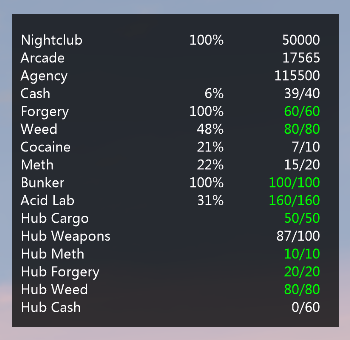 Nightclub 100% 50000
Arcade 17565
Agency 115500
Cash 6% 39/40
Forgery 100% 60/60
Weed 48% 80/80
Cocaine 21% 7/10
Meth 22% 15/20
Bunker 100% 100/100
Acid Lab 31% 160/160
Hub Cargo 50/50
Hub Weapons 87/100
Hub Meth 10/10
Hub Forgery 20/20
Hub Weed 80/80
Hub Cash 0/60